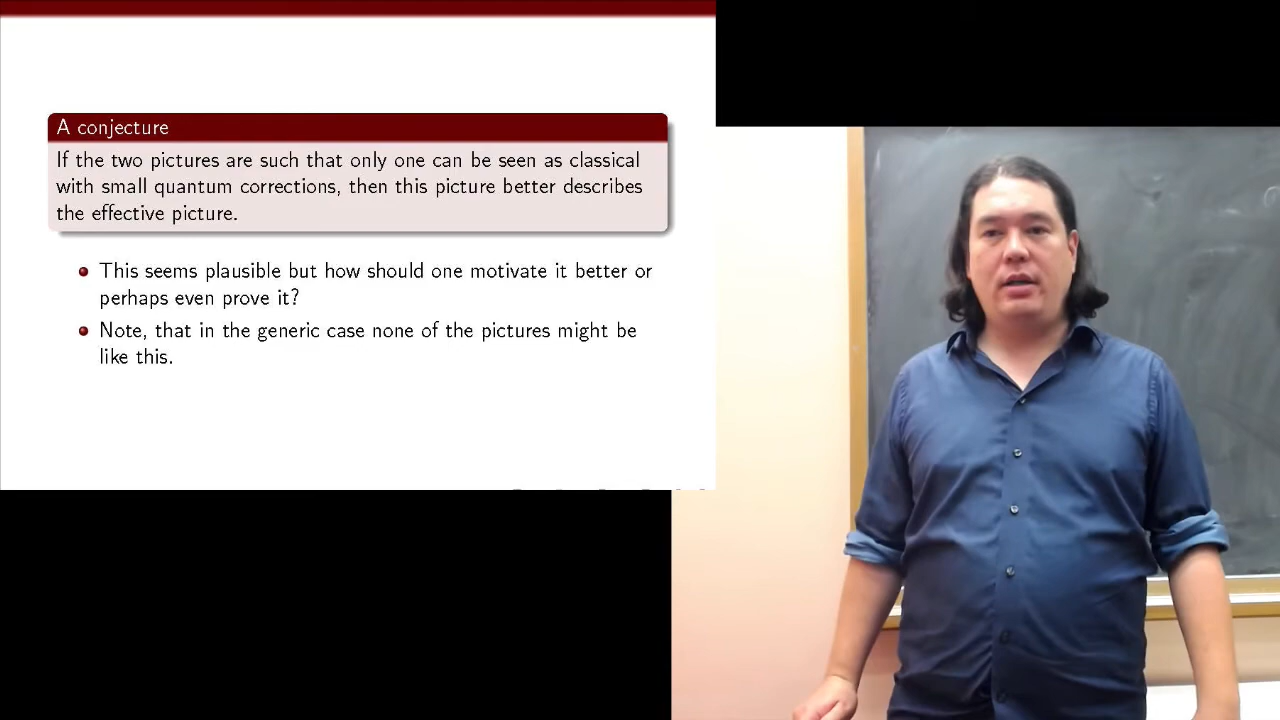 A conjecture
If the two pictures are such that only one can be seen as classical
with small quantum corrections, then this picture better describes
the effective picture.
This seems plausible but how should one motivate it better or
perhaps even prove it?
Note, that in the generic case none of the pictures might be
like this.